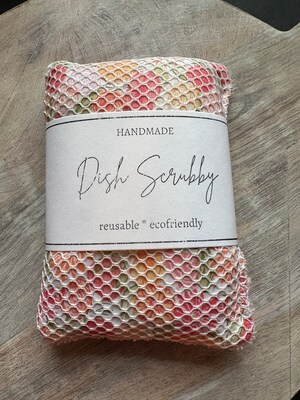 HANDMADE
Dish Scrubby
reusable * ecofriendly